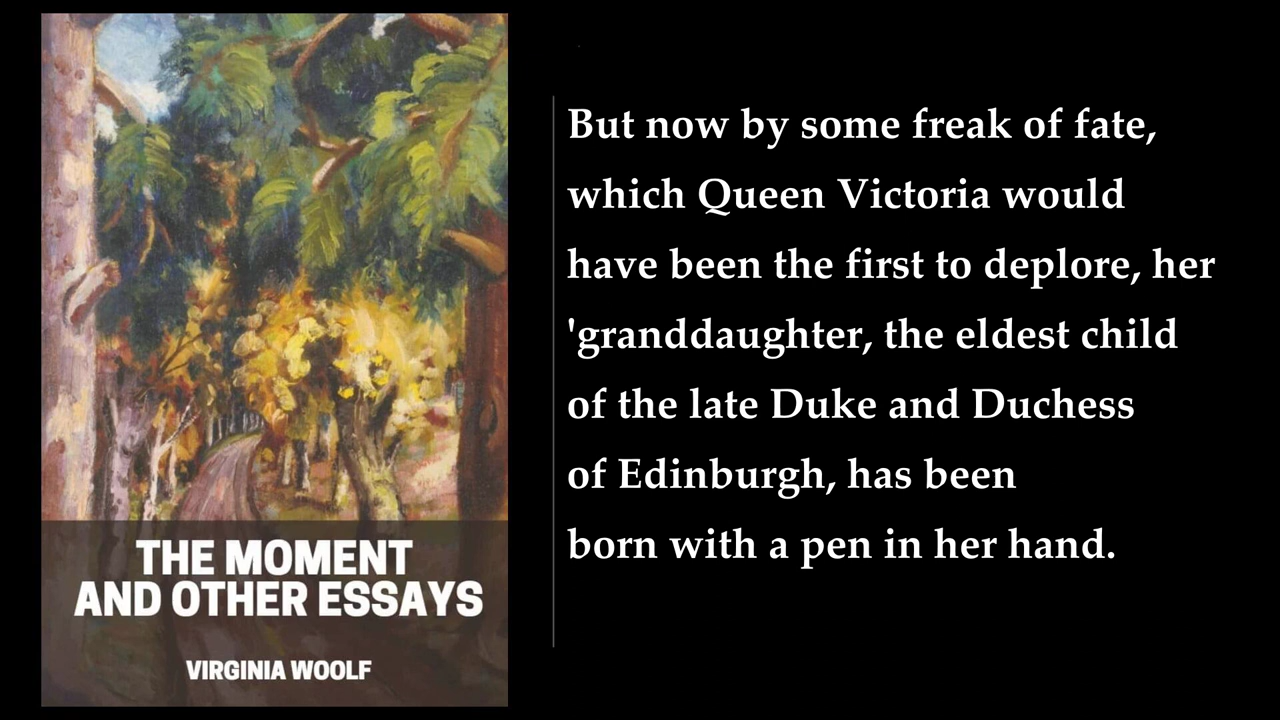 THE MOMENT
AND OTHER ESSAYS
VIRGINIA WOOLF
But now by some freak of fate,
which Queen Victoria would
have been the first to deplore, her
'granddaughter, the eldest child
of the late Duke and Duchess
of Edinburgh, has been
born with a pen in her hand.